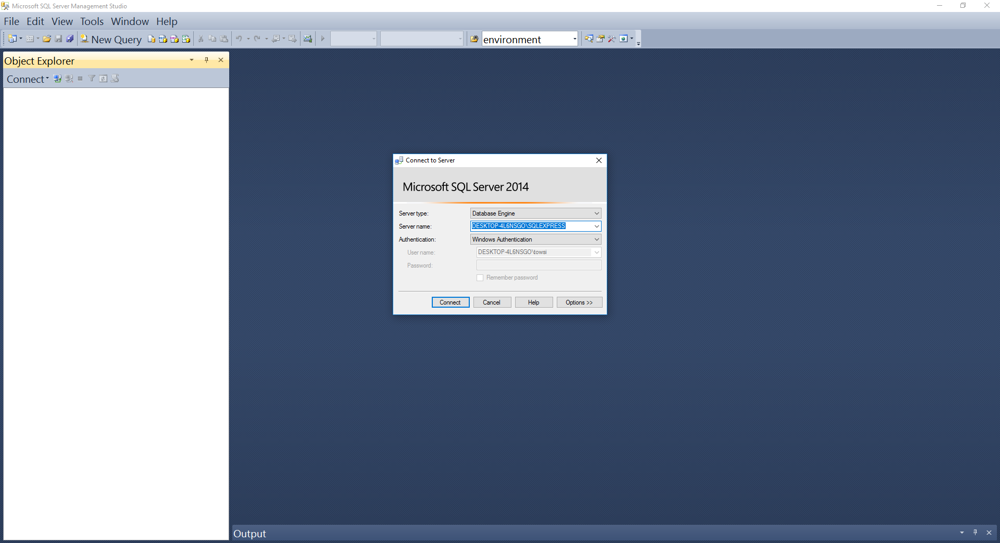 Microsoft SQL Server Management Studio
File Edit View Tools Window Help
New Query environment
Object Explorer
Connect
Connect to Server
Microsoft SQL Server 2014
Server type: Database Engine
Server name: DESKTOP-4L6NSGO\SQLEXPRESS
Authentication: Windows Authentication
User name: DESKTOP-4L6NSGO\towsi
Password:
Remember password
Connect Cancel Help Options >>
Output